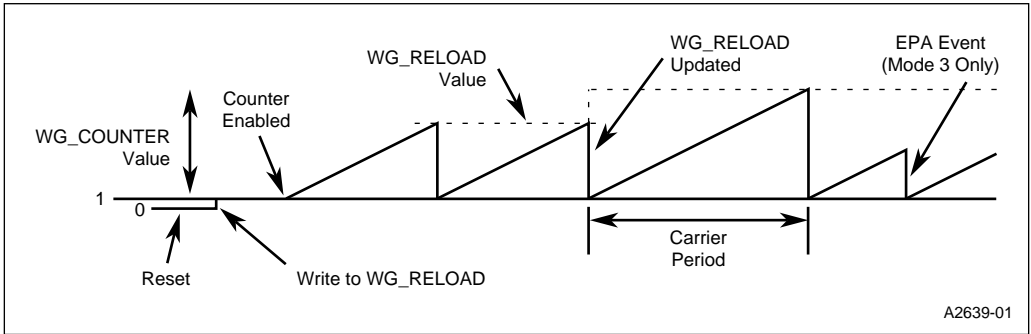 WG_RELOAD
Value
WG_RELOAD
Updated
EPA Event
(Mode 3 Only)
Counter
Enabled
WG_COUNTER
Value
1
0
Reset
Write to WG_RELOAD
Carrier
Period
A2639-01